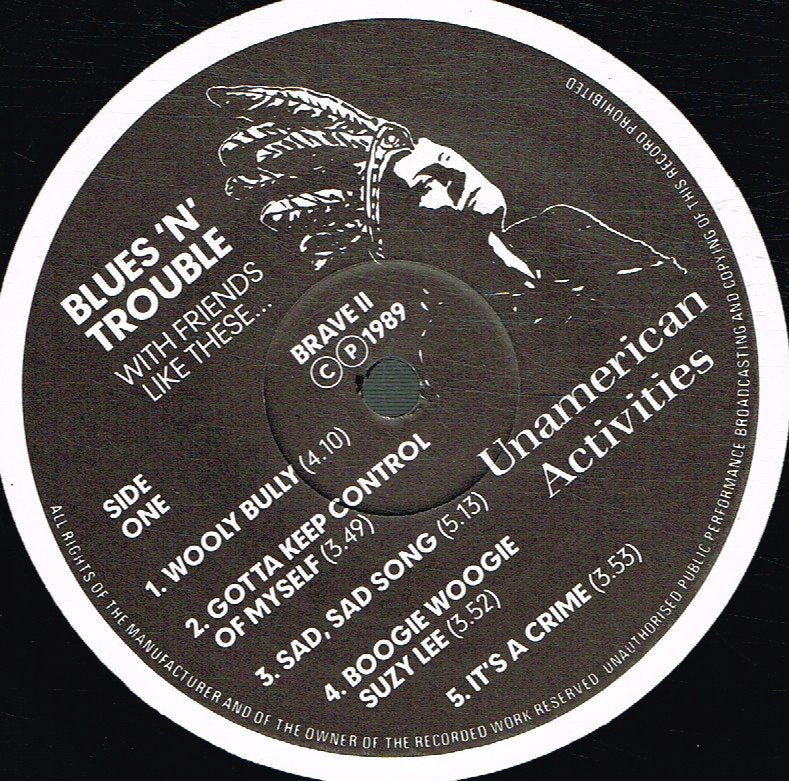 BLUES 'N'
TROUBLE
WITH FRIENDS
LIKE THESE...
BRAVE II
Ⓒ Ⓟ 1989
Unamerican
Activities
SIDE
ONE
1. WOOLY BULLY (4.10)
2. GOTTA KEEP CONTROL
OF MYSELF (3.49)
3. SAD, SAD SONG (5.13)
4. BOOGIE WOOGIE
SUZY LEE (3.52)
5. IT'S A CRIME (3.53)
ALL RIGHTS OF THE MANUFACTURER AND OF THE OWNER OF THE RECORDED WORK RESERVED UNAUTHORISED PUBLIC PERFORMANCE BROADCASTING AND COPYING OF THIS RECORD PROHIBITED